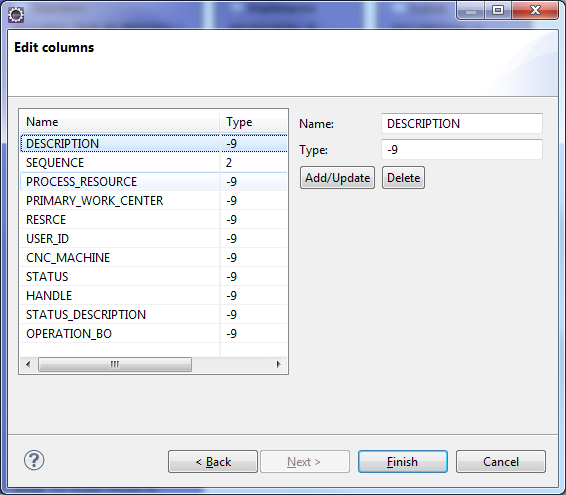 Edit columns
Name Type
DESCRIPTION -9
SEQUENCE 2
PROCESS_RESOURCE -9
PRIMARY_WORK_CENTER -9
RESRCE -9
USER_ID -9
CNC_MACHINE -9
STATUS -9
HANDLE -9
STATUS_DESCRIPTION -9
OPERATION_BO -9
Name: DESCRIPTION
Type: -9
Add/Update Delete
? < Back Next > Finish Cancel